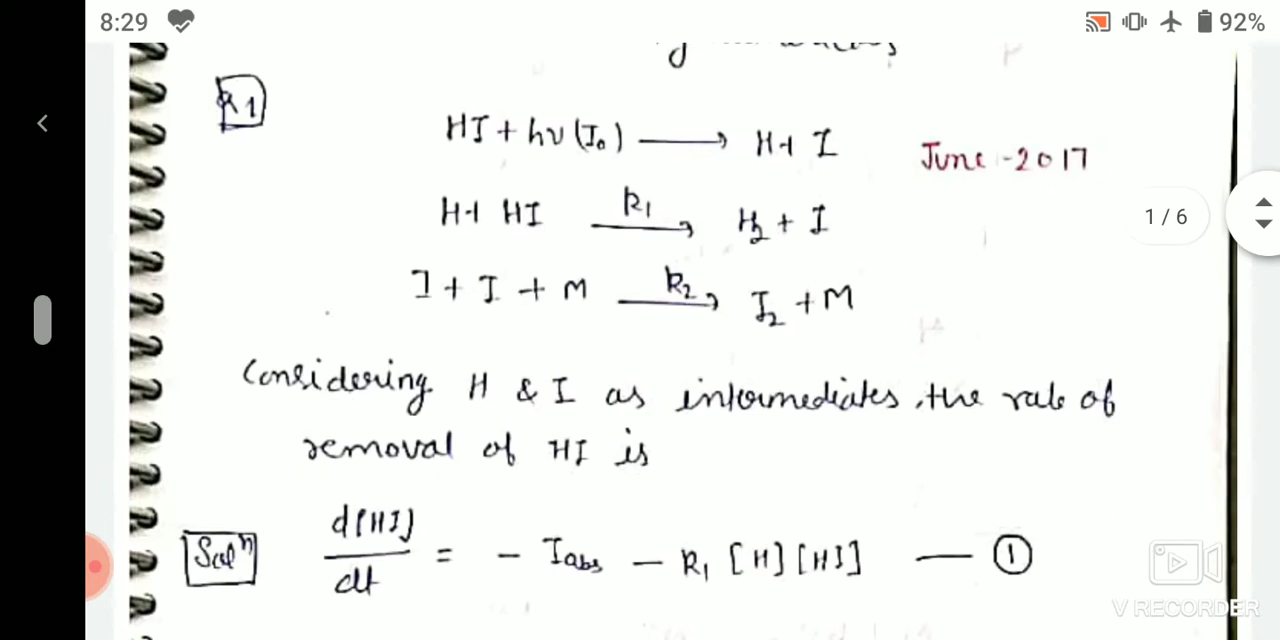 8:29 92%
Q1
HI + hν (I₀) ⟶ H + I
June - 2017
H + HI —k₁→ H₂ + I
1 / 6
I + I + M —k₂→ I₂ + M
Considering H & I as intermediates, the rate of
removal of HI is
Solⁿ d[HI]/dt = - Iabs - k₁ [H] [HI] — ①
V RECORDER